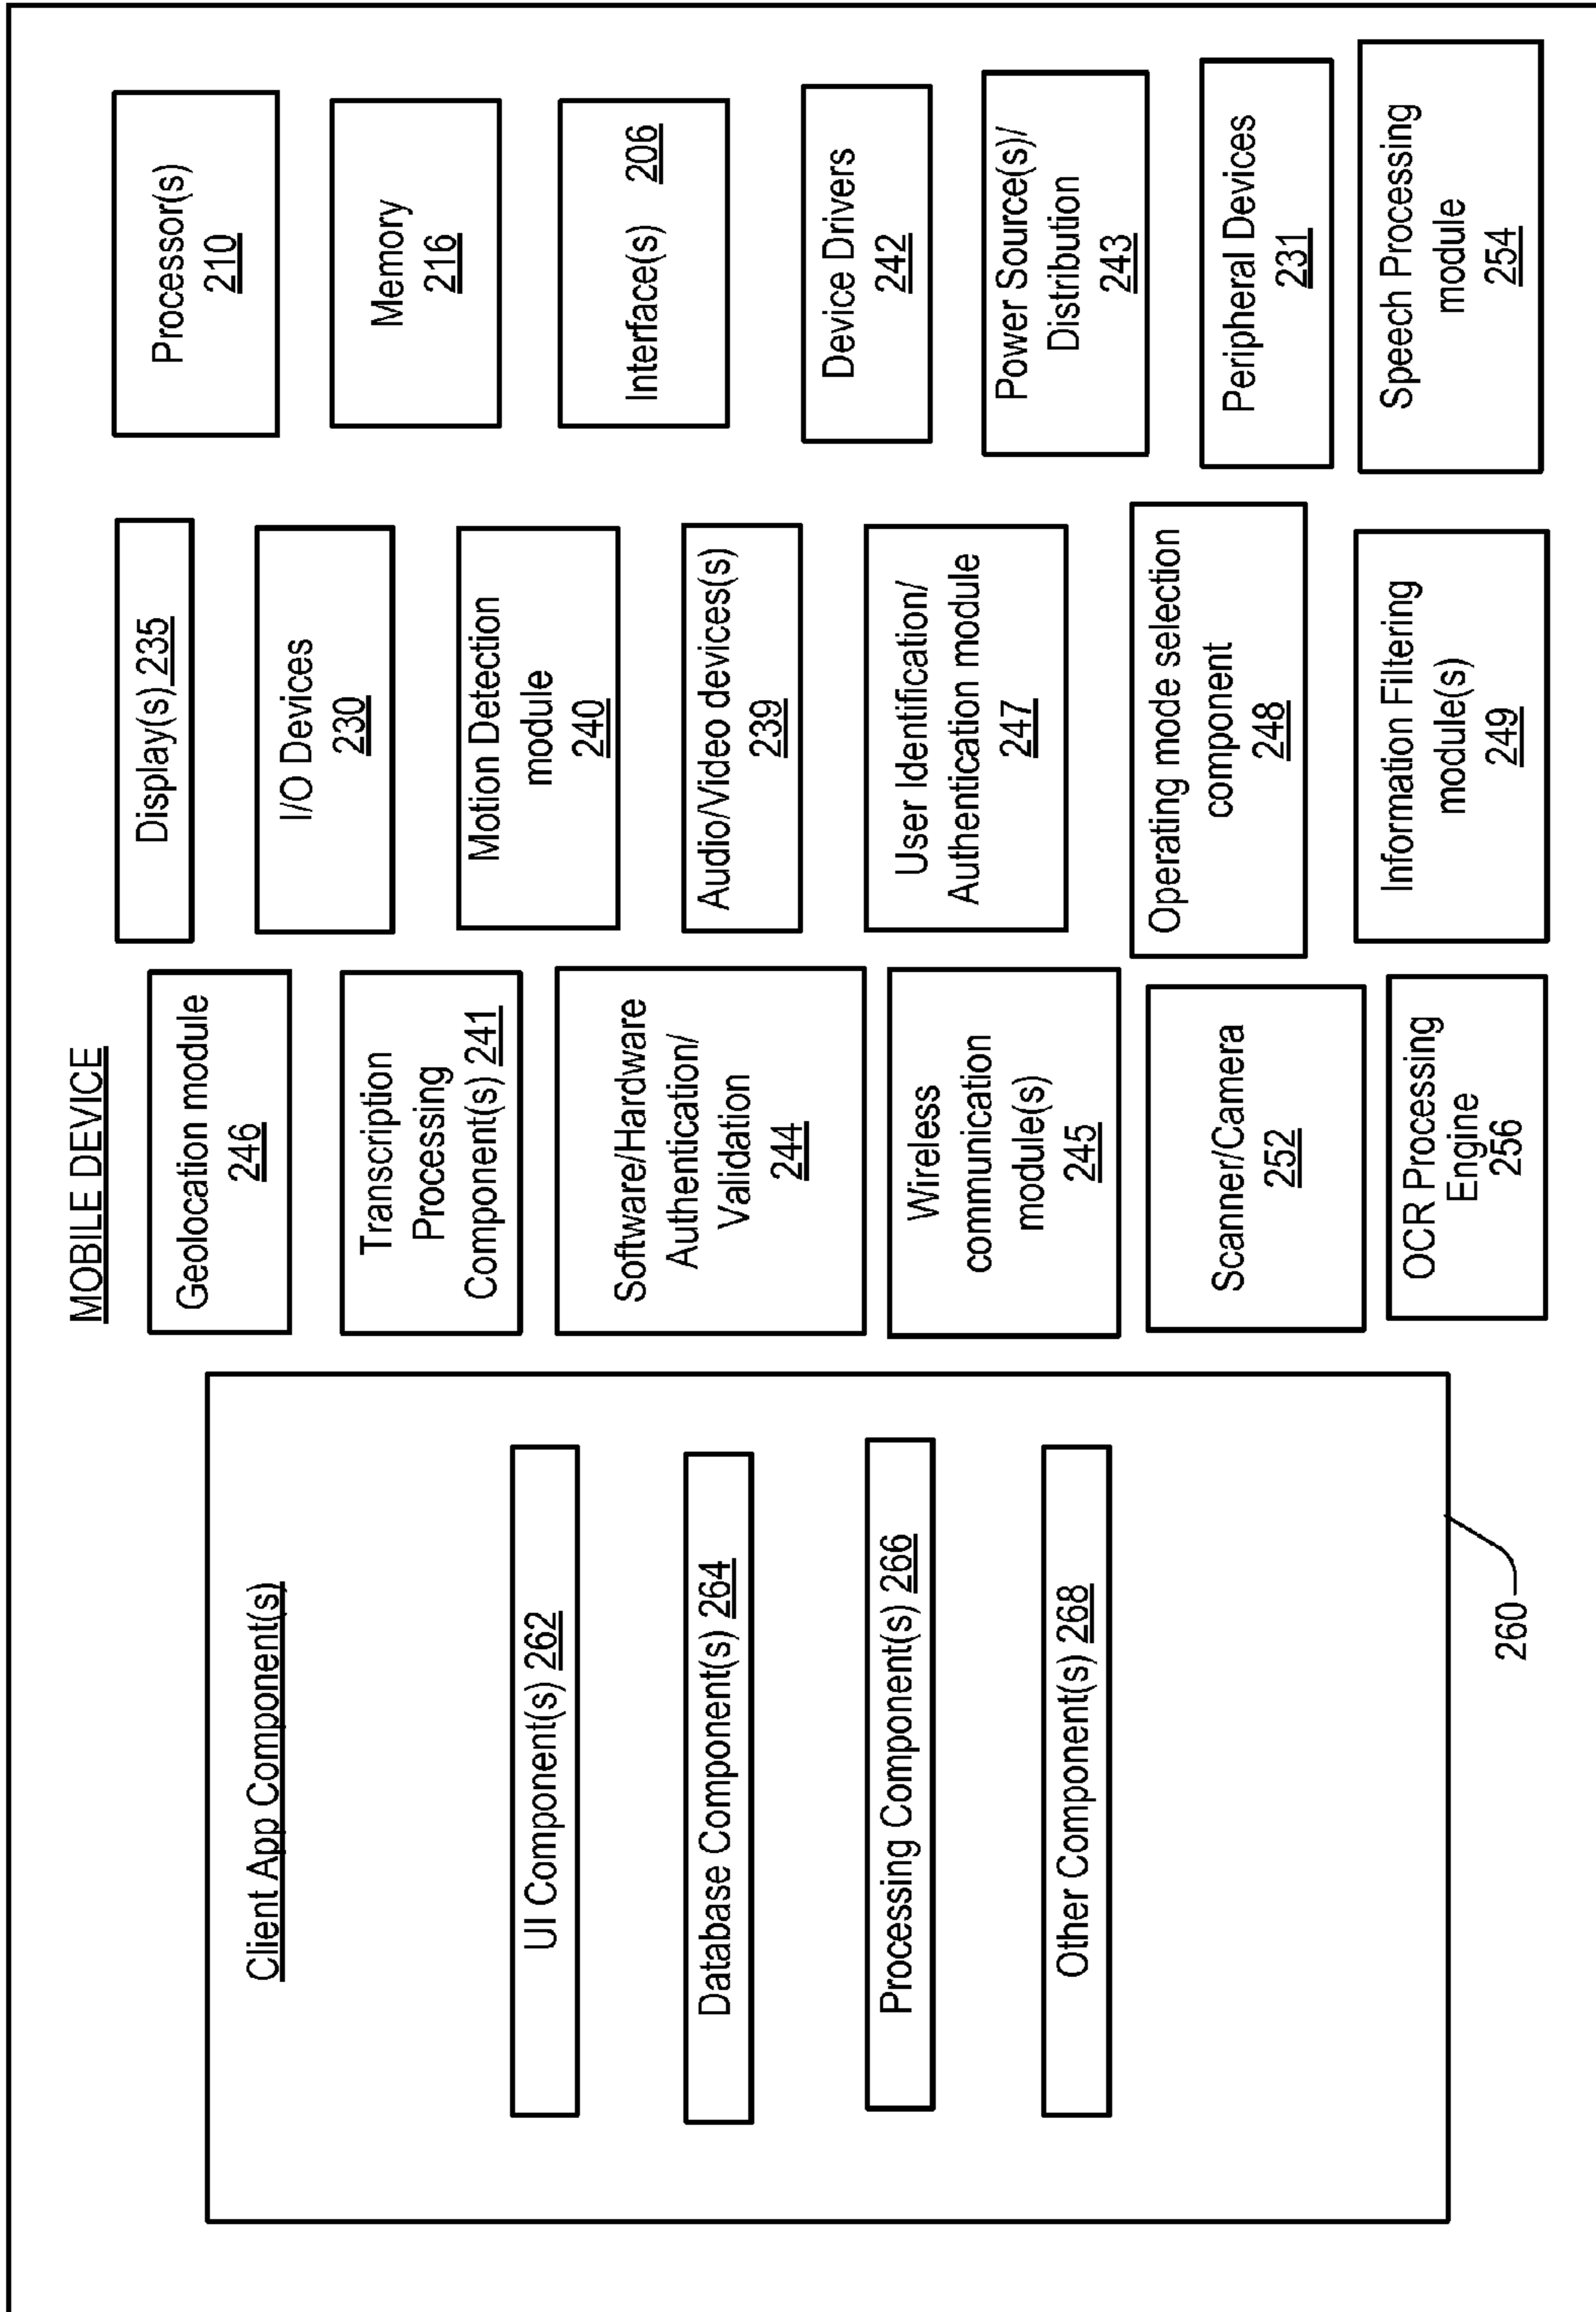 MOBILE DEVICE
Client App Component(s)
UI Component(s) 262
Database Component(s) 264
Processing Component(s) 266
Other Component(s) 268
260
Geolocation module
246
Transcription
Processing
Component(s) 241
Software/Hardware
Authentication/
Validation
244
Wireless
communication
module(s)
245
Scanner/Camera
252
OCR Processing
Engine
256
Display(s) 235
I/O Devices
230
Motion Detection
module
240
Audio/Video devices(s)
239
User Identification/
Authentication module
247
Operating mode selection
component
248
Information Filtering
module(s)
249
Processor(s)
210
Memory
216
Interface(s) 206
Device Drivers
242
Power Source(s)/
Distribution
243
Peripheral Devices
231
Speech Processing
module
254